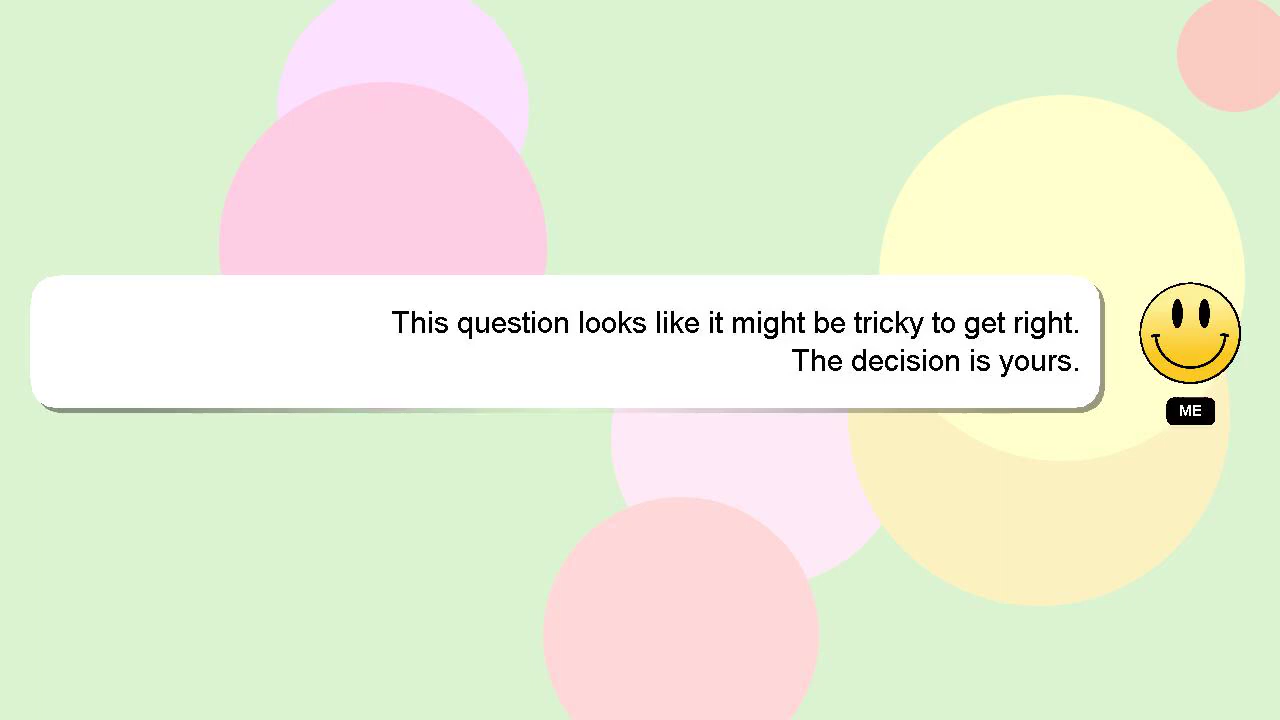 This question looks like it might be tricky to get right.
The decision is yours.
ME